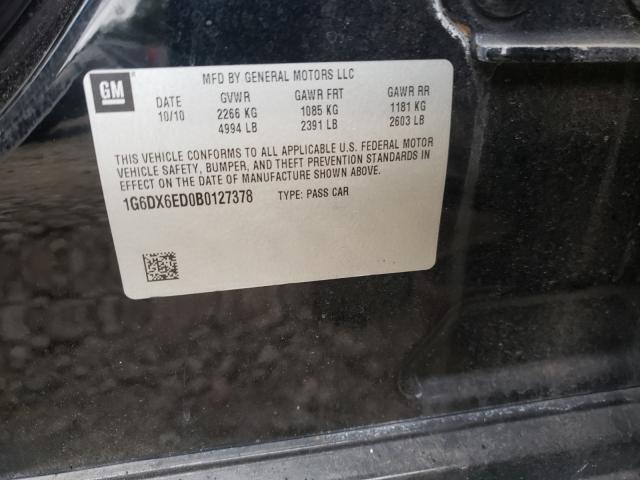 GM
MFD BY GENERAL MOTORS LLC
DATE GVWR GAWR FRT GAWR RR
10/10 2266 KG 1085 KG 1181 KG
4994 LB 2391 LB 2603 LB
THIS VEHICLE CONFORMS TO ALL APPLICABLE U.S. FEDERAL MOTOR
VEHICLE SAFETY, BUMPER, AND THEFT PREVENTION STANDARDS IN
EFFECT ON THE DATE OF MANUFACTURE SHOWN ABOVE.
1G6DX6ED0B0127378 TYPE: PASS CAR